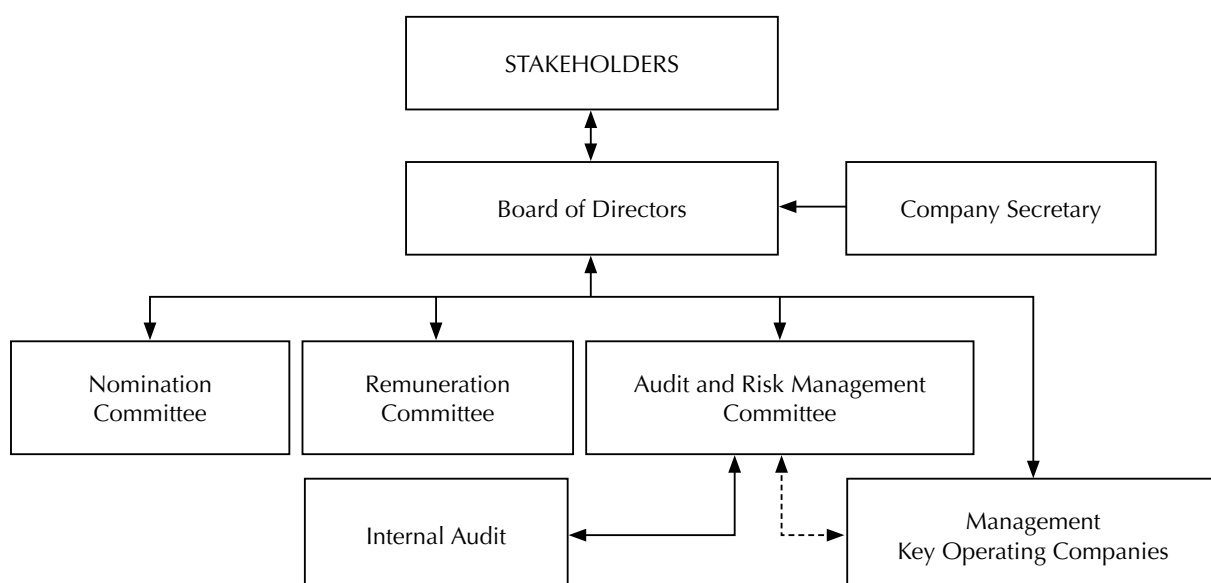 STAKEHOLDERS
Board of Directors
Company Secretary
Nomination
Committee
Remuneration
Committee
Audit and Risk Management
Committee
Internal Audit
Management
Key Operating Companies